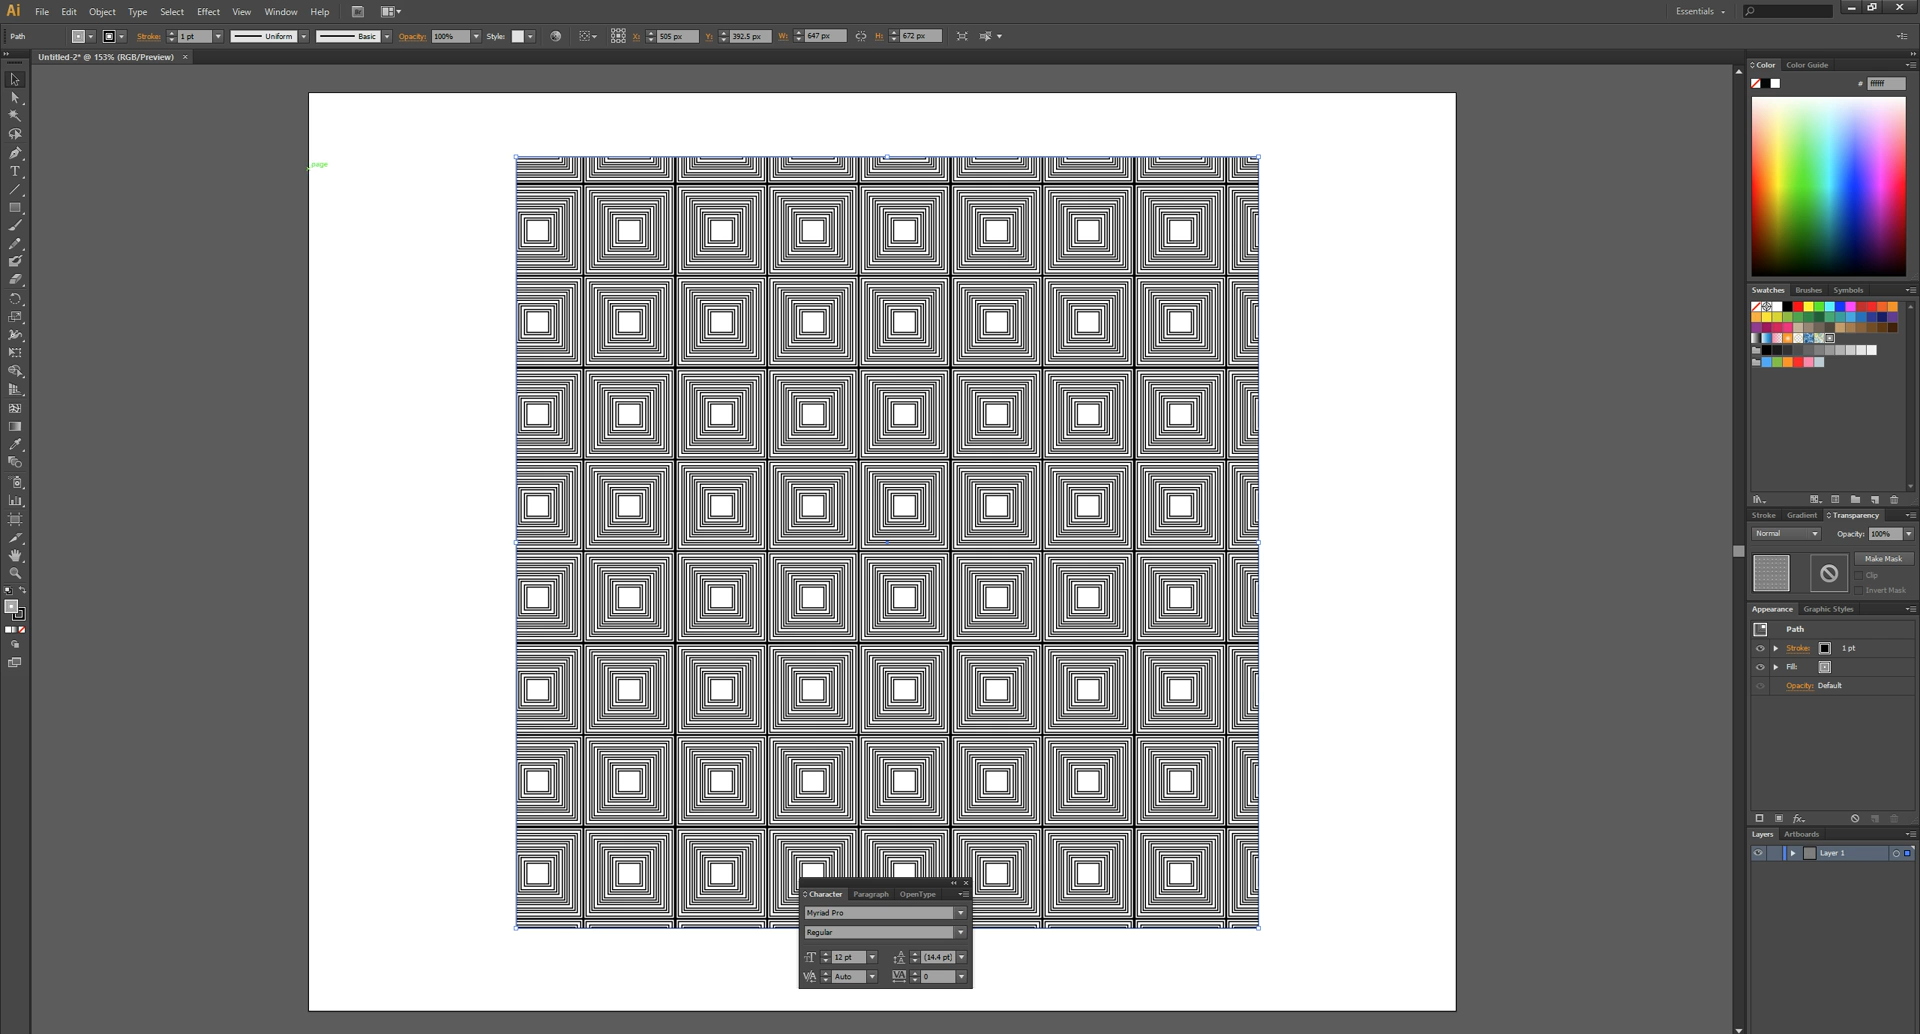 Ai File Edit Object Type Select Effect View Window Help Essentials
Path Stroke: 1 pt Uniform Basic Opacity: 100% Style: X: 505 px Y: 392.5 px W: 647 px H: 672 px
Untitled-2* @ 153% (RGB/Preview)
page
Color Color Guide
# ffffff
Swatches Brushes Symbols
Stroke Gradient Transparency
Normal Opacity: 100%
Make Mask
Clip
Invert Mask
Appearance Graphic Styles
Path
Stroke: 1 pt
Fill:
Opacity: Default
fx
Layers Artboards
Layer 1
Character Paragraph OpenType
Myriad Pro
Regular
12 pt (14.4 pt)
Auto 0